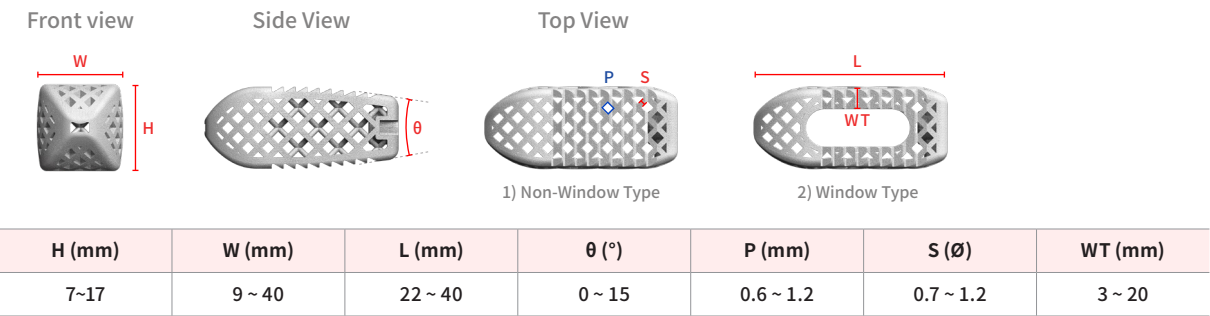 Front view Side View Top View
W
H
θ
P S
L
WT
1) Non-Window Type 2) Window Type
H (mm) W (mm) L (mm) θ (°) P (mm) S (Ø) WT (mm)
7~17 9 ~ 40 22 ~ 40 0 ~ 15 0.6 ~ 1.2 0.7 ~ 1.2 3 ~ 20